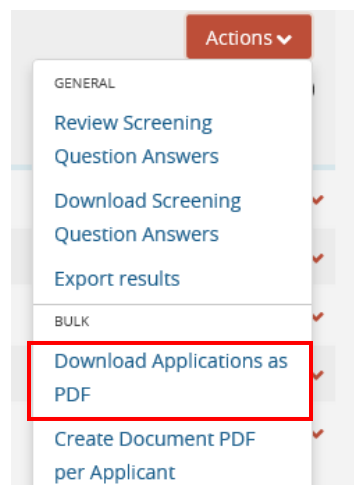 Actions
GENERAL
Review Screening
Question Answers
Download Screening
Question Answers
Export results
BULK
Download Applications as
PDF
Create Document PDF
per Applicant